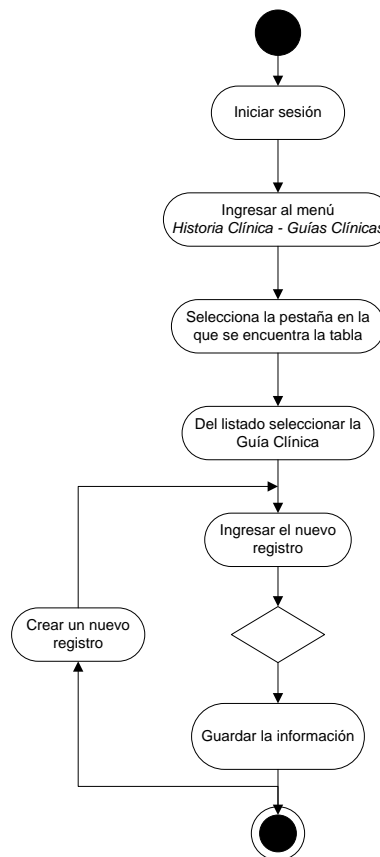 Iniciar sesión
Ingresar al menú
Historia Clínica - Guías Clínicas
Selecciona la pestaña en la
que se encuentra la tabla
Del listado seleccionar la
Guía Clínica
Ingresar el nuevo
registro
Crear un nuevo
registro
Guardar la información